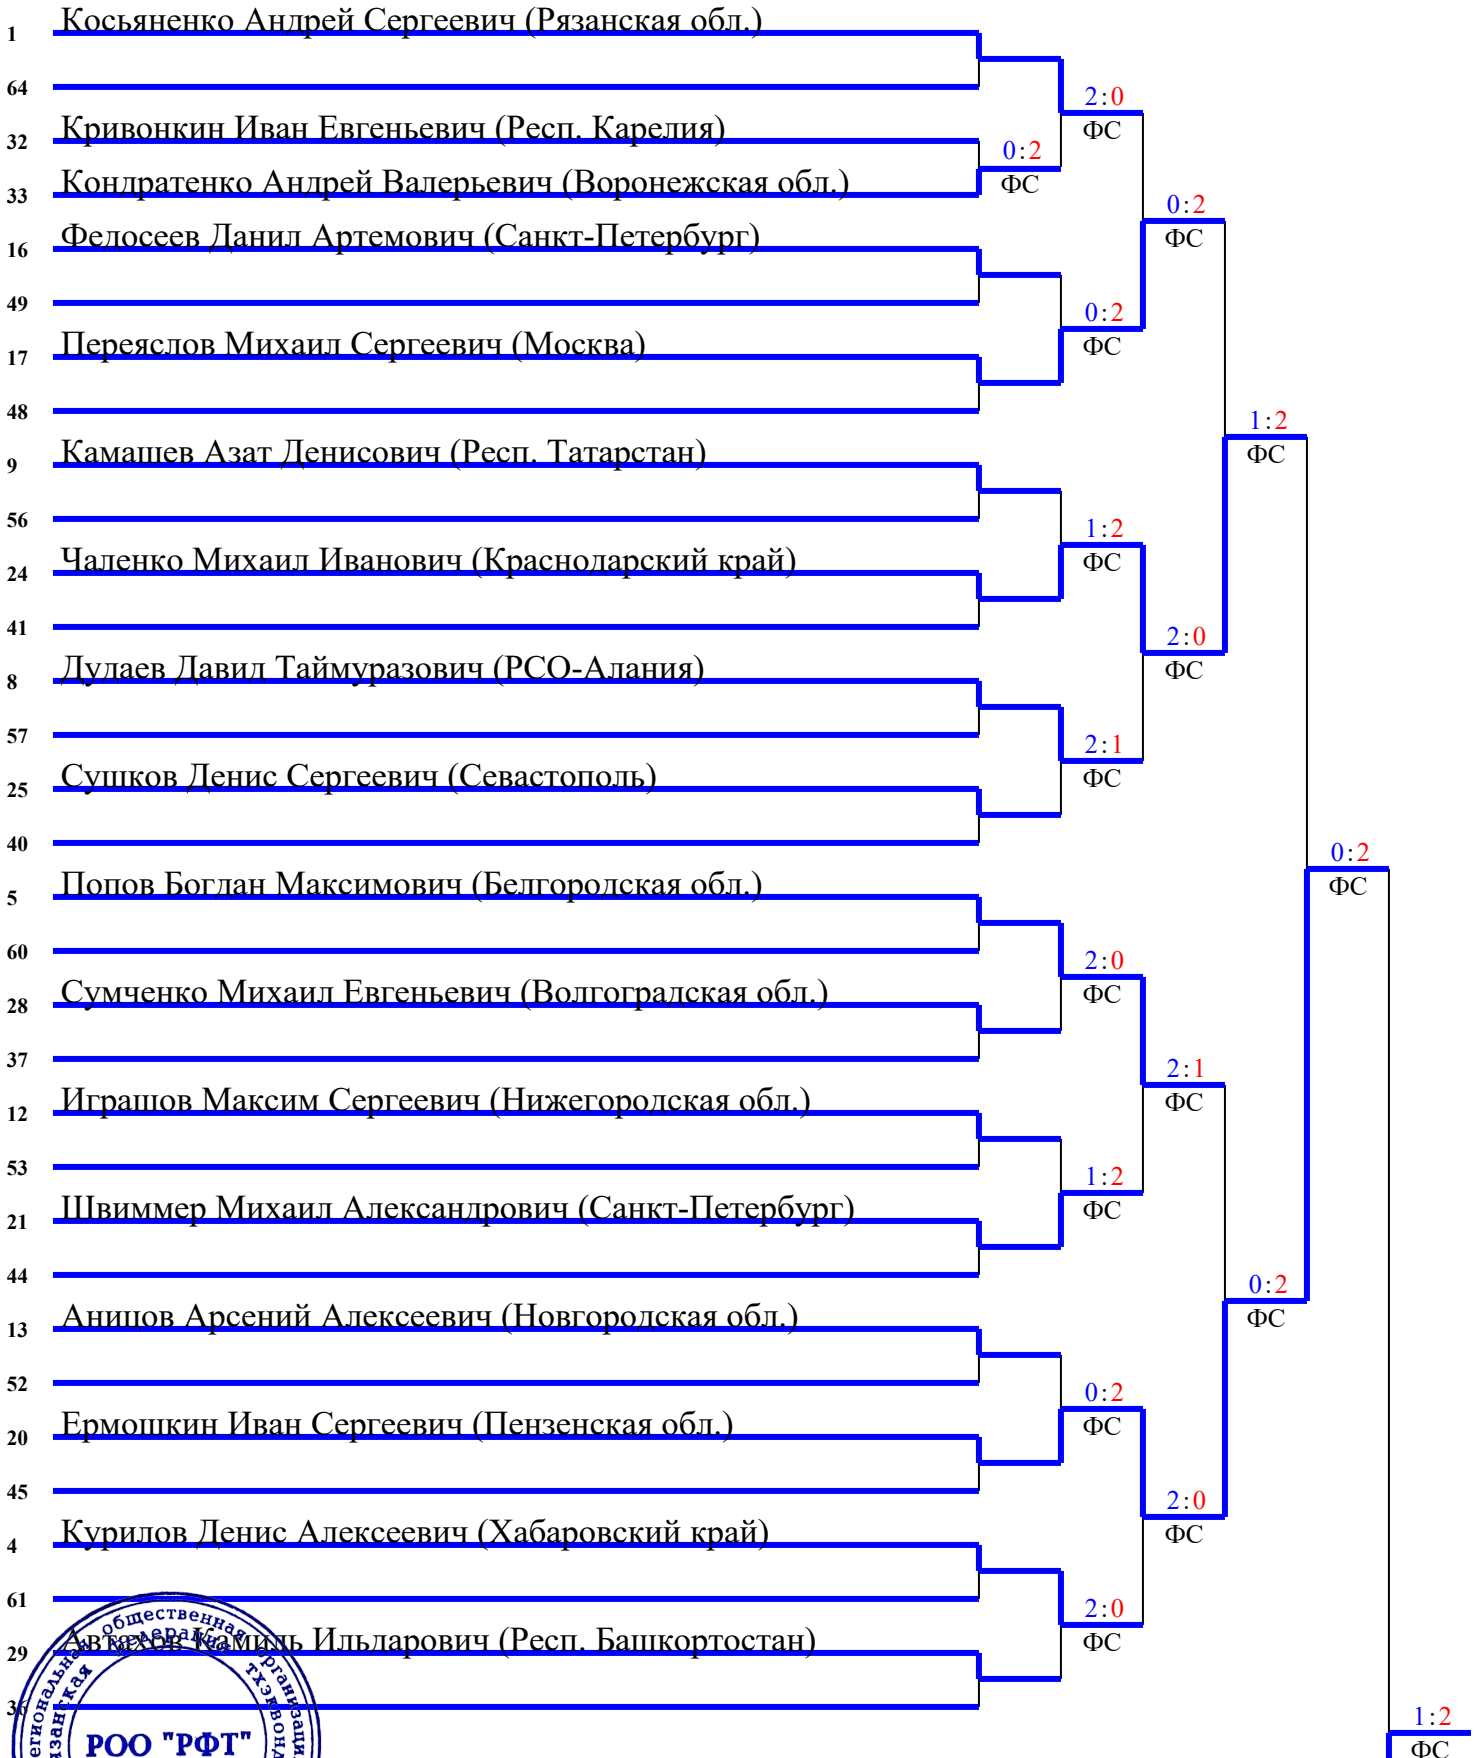 1 Косьяненко Андрей Сергеевич (Рязанская обл.)
64
2:0
ФС
32 Кривонкин Иван Евгеньевич (Респ. Карелия)
0:2
ФС
33 Кондратенко Андрей Валерьевич (Воронежская обл.)
0:2
ФС
16 Федосеев Данил Артемович (Санкт-Петербург)
49
0:2
ФС
17 Переяслов Михаил Сергеевич (Москва)
48
1:2
ФС
9 Камашев Азат Денисович (Респ. Татарстан)
56
1:2
ФС
24 Чаленко Михаил Иванович (Краснодарский край)
41
2:0
ФС
8 Дудаев Давид Таймуразович (РСО-Алания)
57
2:1
ФС
25 Сушков Денис Сергеевич (Севастополь)
40
0:2
ФС
5 Попов Богдан Максимович (Белгородская обл.)
60
2:0
ФС
28 Сумченко Михаил Евгеньевич (Волгоградская обл.)
37
2:1
ФС
12 Играшов Максим Сергеевич (Нижегородская обл.)
53
1:2
ФС
21 Швиммер Михаил Александрович (Санкт-Петербург)
44
0:2
ФС
13 Аницов Арсений Алексеевич (Новгородская обл.)
52
0:2
ФС
20 Ермошкин Иван Сергеевич (Пензенская обл.)
45
2:0
ФС
4 Курилов Денис Алексеевич (Хабаровский край)
61
2:0
ФС
29 Автахов Камиль Ильдарович (Респ. Башкортостан)
36
1:2
ФС
общественная
федерация
РОО "РФТ"